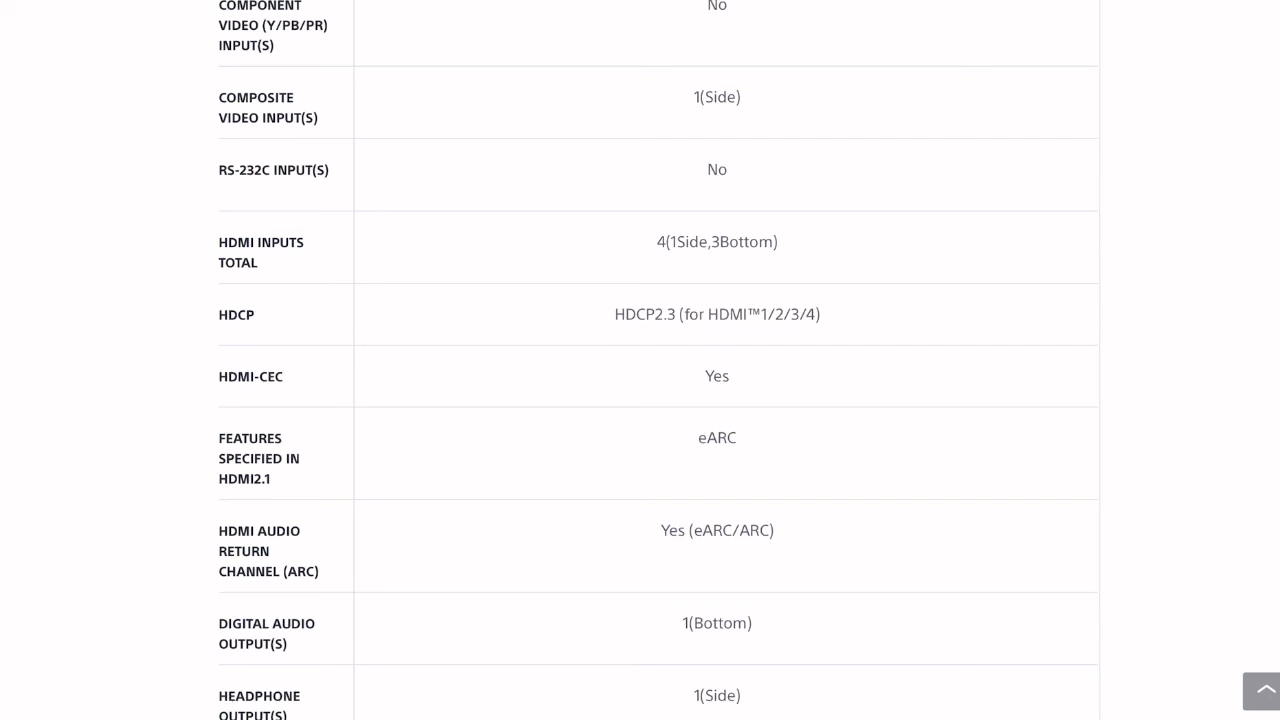 COMPONENT
VIDEO (Y/PB/PR)
INPUT(S)
No
COMPOSITE
VIDEO INPUT(S)
1(Side)
RS-232C INPUT(S)
No
HDMI INPUTS
TOTAL
4(1Side,3Bottom)
HDCP
HDCP2.3 (for HDMI™1/2/3/4)
HDMI-CEC
Yes
FEATURES
SPECIFIED IN
HDMI2.1
eARC
HDMI AUDIO
RETURN
CHANNEL (ARC)
Yes (eARC/ARC)
DIGITAL AUDIO
OUTPUT(S)
1(Bottom)
HEADPHONE
OUTPUT(S)
1(Side)